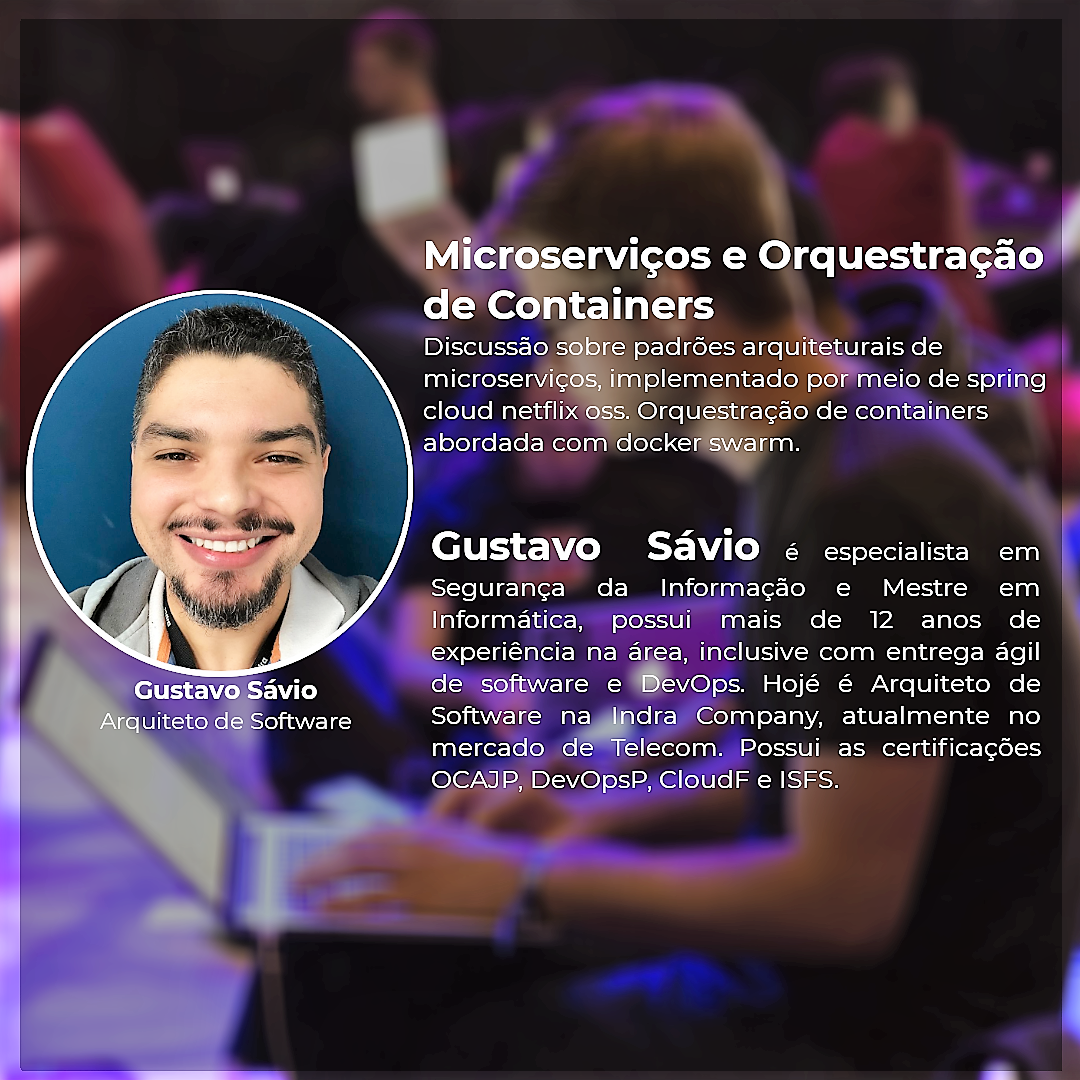 Microserviços e Orquestração
de Containers
Discussão sobre padrões arquiteturais de
microserviços, implementado por meio de spring
cloud netflix oss. Orquestração de containers
abordada com docker swarm.
Gustavo Sávio é especialista em
Segurança da Informação e Mestre em
Informática, possui mais de 12 anos de
experiência na área, inclusive com entrega ágil
de software e DevOps. Hojé é Arquiteto de
Software na Indra Company, atualmente no
mercado de Telecom. Possui as certificações
OCAJP, DevOpsP, CloudF e ISFS.
Gustavo Sávio
Arquiteto de Software